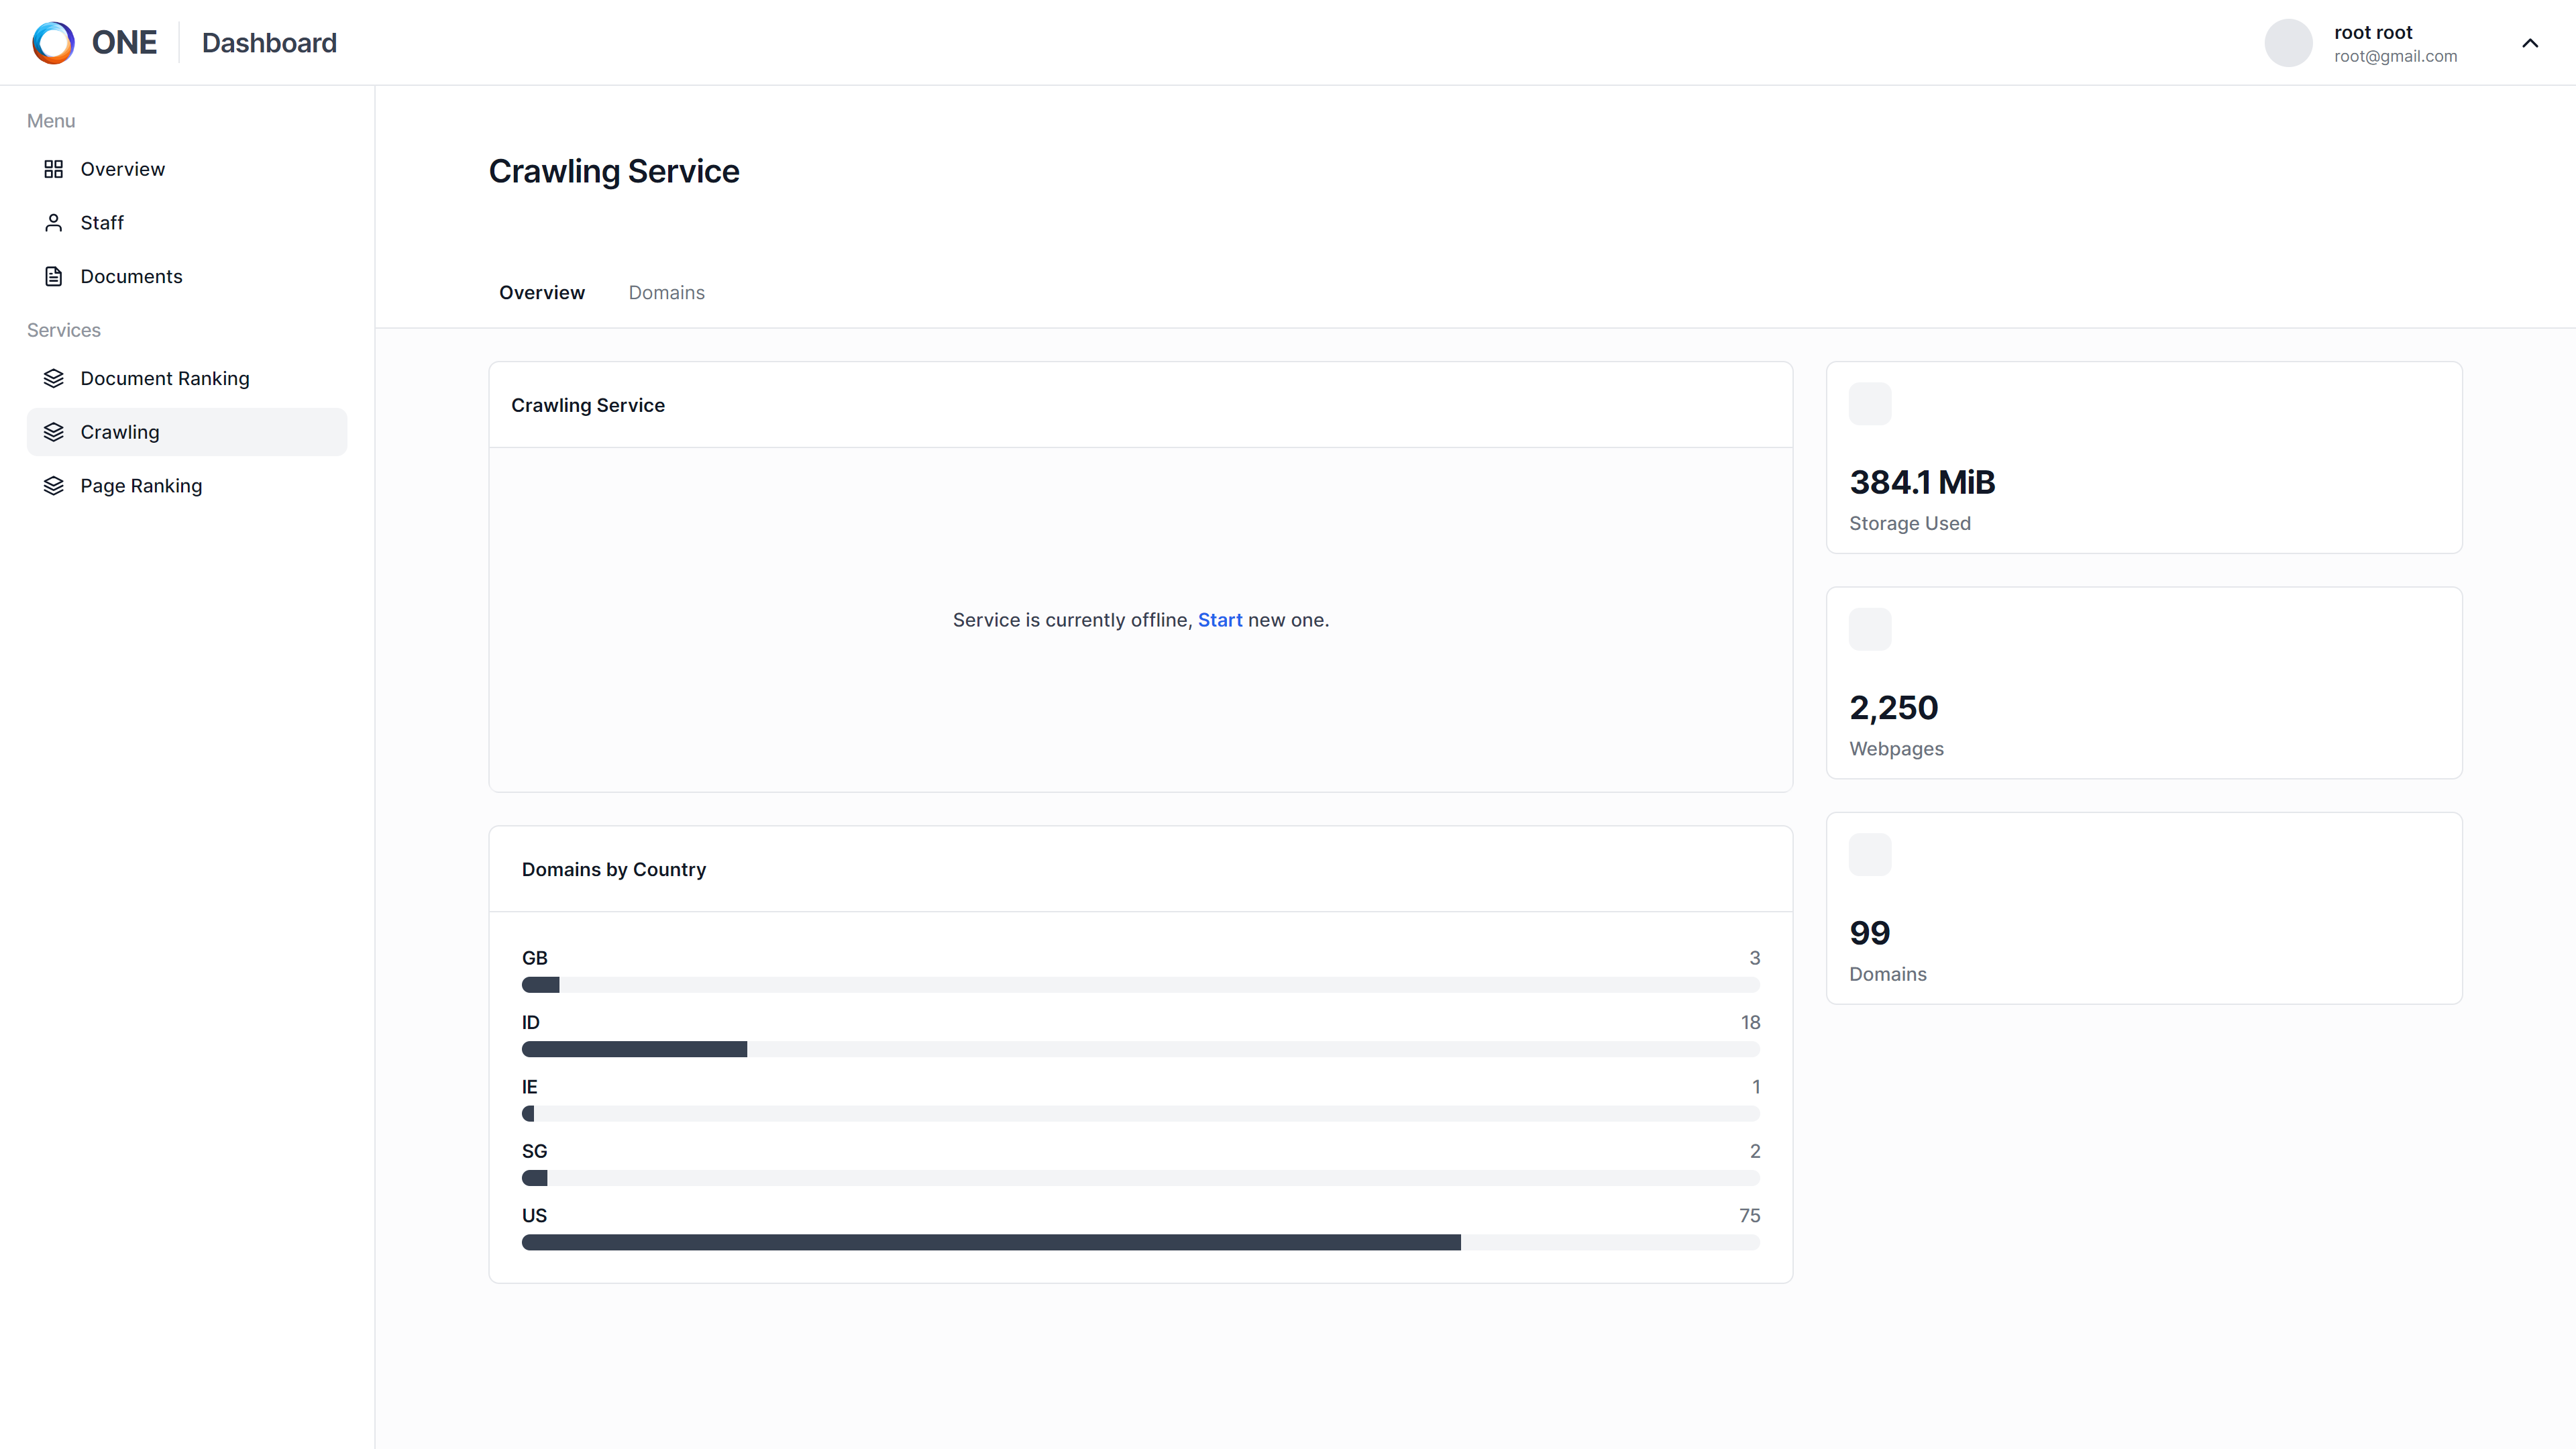 ONE
Dashboard
root root
root@gmail.com
Menu
Overview
Staff
Documents
Services
Document Ranking
Crawling
Page Ranking
Crawling Service
Overview
Domains
Crawling Service
Service is currently offline, Start new one.
Domains by Country
GB
3
ID
18
IE
1
SG
2
US
75
384.1 MiB
Storage Used
2,250
Webpages
99
Domains